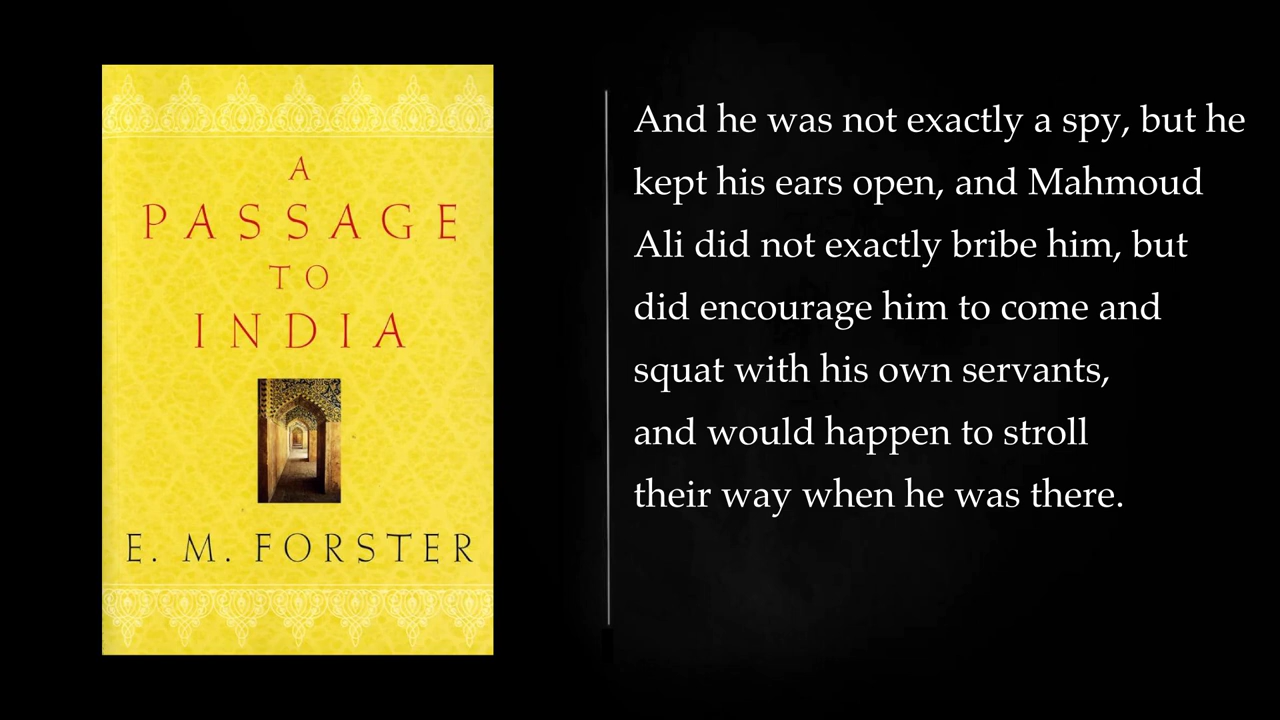 A
PASSAGE
TO
INDIA
E. M. FORSTER
And he was not exactly a spy, but he
kept his ears open, and Mahmoud
Ali did not exactly bribe him, but
did encourage him to come and
squat with his own servants,
and would happen to stroll
their way when he was there.